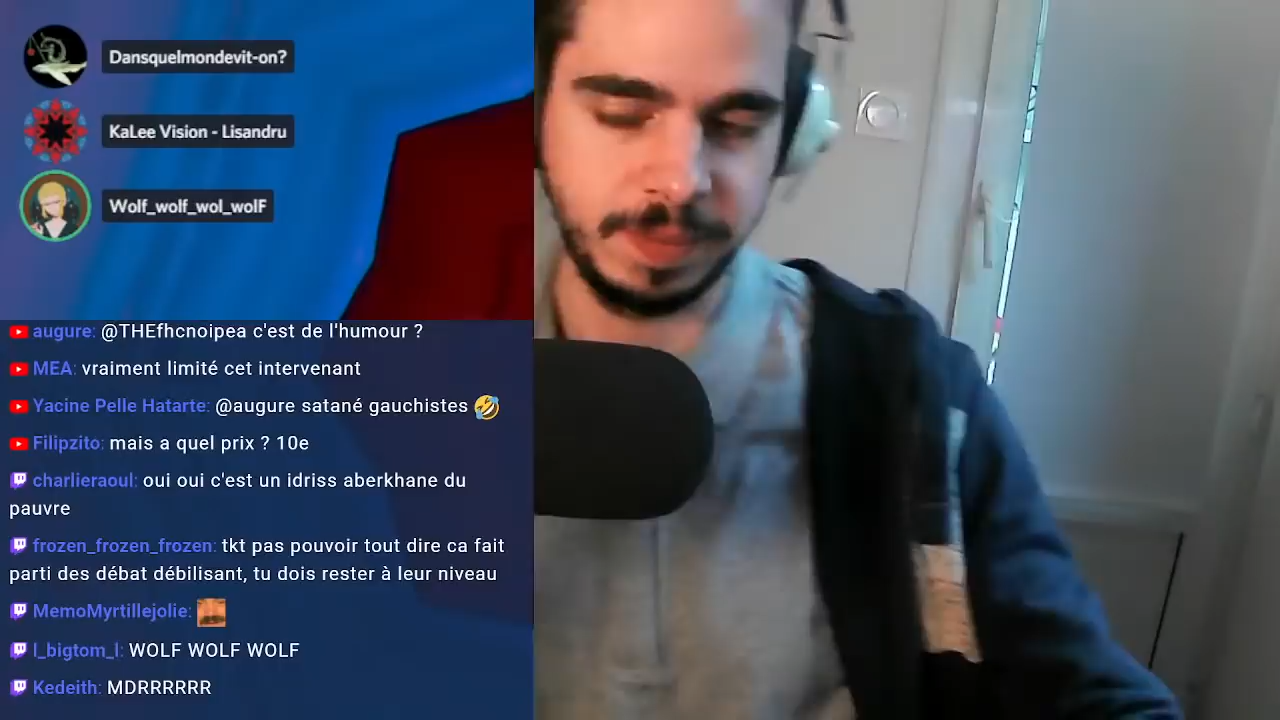 Dansquelmondevit-on?
KaLee Vision - Lisandru
Wolf_wolf_wol_wolF
augure: @THEfhcnoipea c'est de l'humour ?
MEA: vraiment limité cet intervenant
Yacine Pelle Hatarte: @augure satané gauchistes 🤣
Filipzito: mais a quel prix ? 10e
charlieraoul: oui oui c'est un idriss aberkhane du
pauvre
frozen_frozen_frozen: tkt pas pouvoir tout dire ca fait
parti des débat débilisant, tu dois rester à leur niveau
MemoMyrtillejolie:
l_bigtom_l: WOLF WOLF WOLF
Kedeith: MDRRRRRR